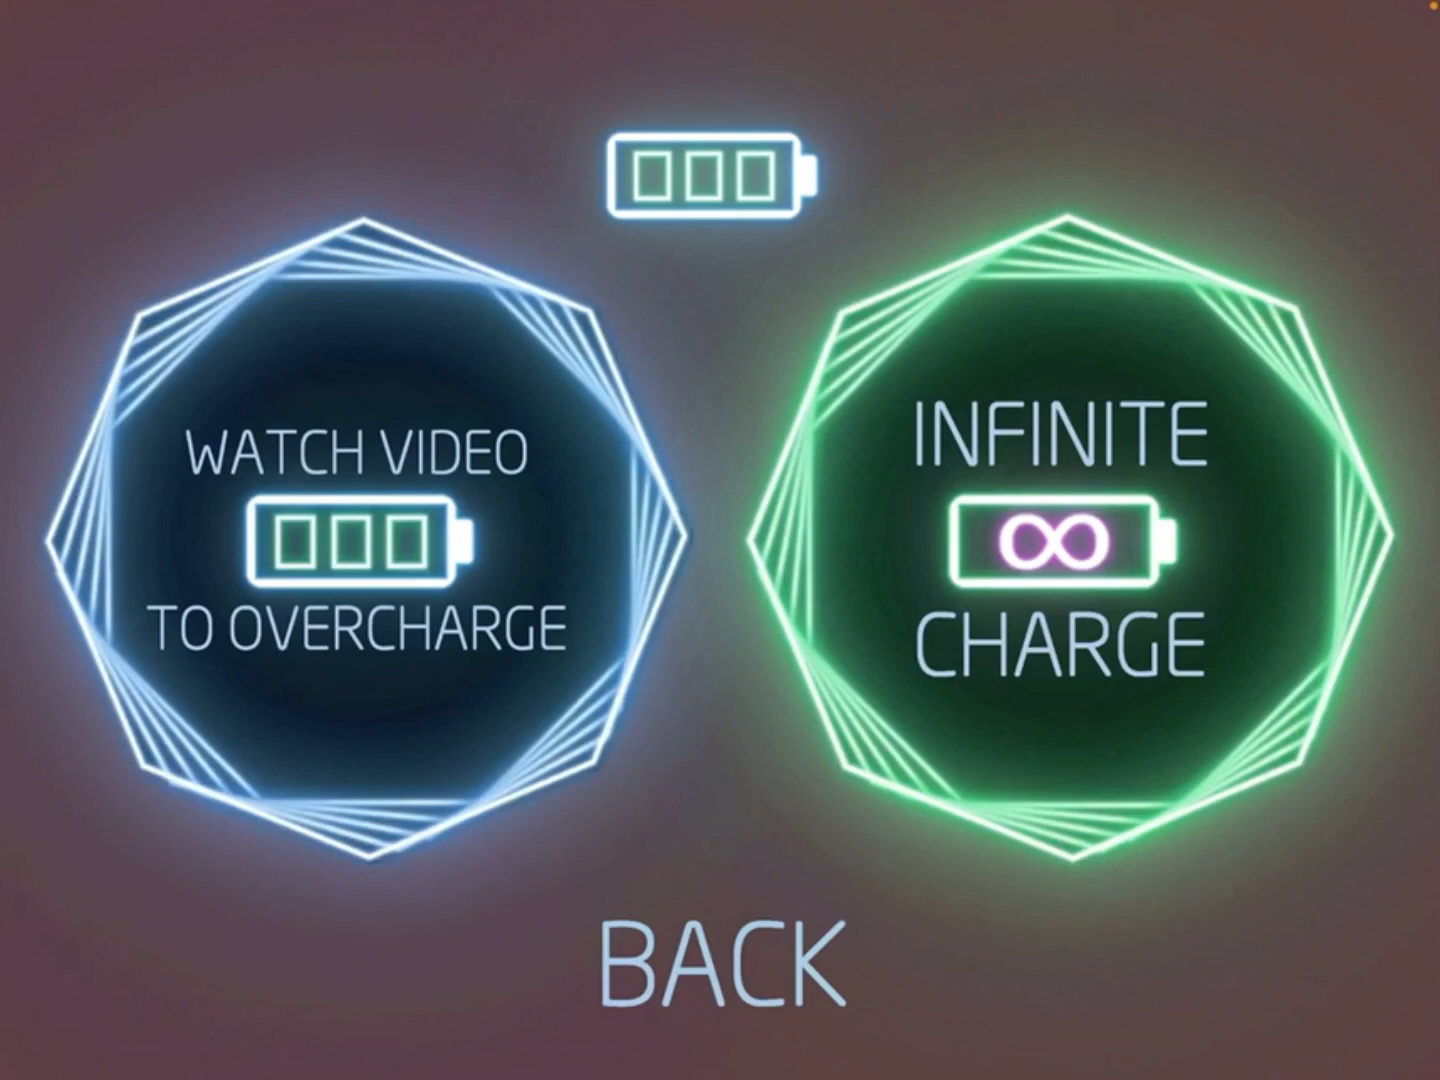 WATCH VIDEO
TO OVERCHARGE
INFINITE
∞
CHARGE
BACK